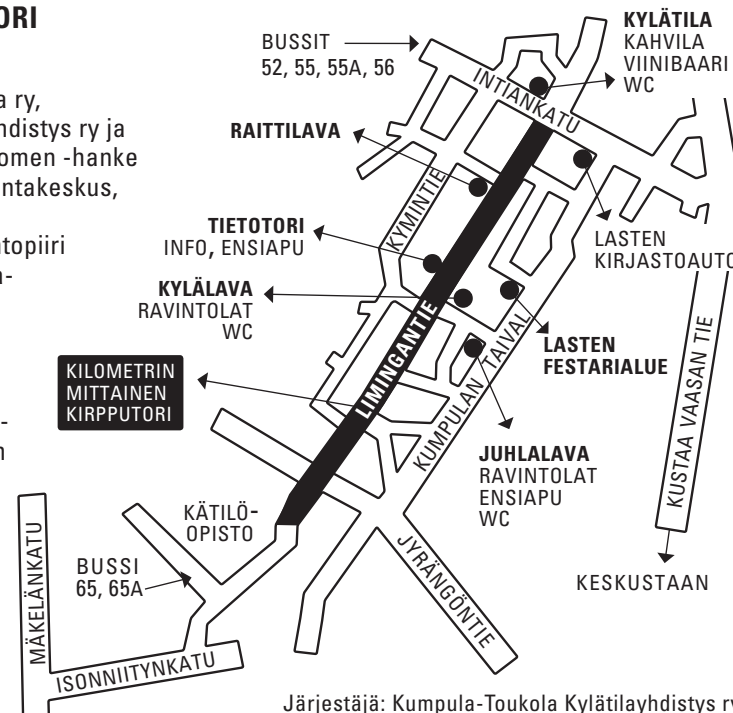 ORI
a ry,
hdistys ry ja
omen -hanke
ntakeskus,
topiiri
a-
-
n
BUSSIT
52, 55, 55A, 56
KYLÄTILA
KAHVILA
VIINIBAARI
WC
INTIANKATU
RAITTILAVA
KYMINTIE
TIETOTORI
INFO, ENSIAPU
LASTEN
KIRJASTOAUTO
KYLÄLAVA
RAVINTOLAT
WC
LIMINGANTIE
LASTEN
FESTARIALUE
KUMPULAN TAIVAL
KUSTAA VAASAN TIE
KILOMETRIN
MITTAINEN
KIRPPUTORI
JUHLALAVA
RAVINTOLAT
ENSIAPU
WC
KÄTILÖ-
OPISTO
JYRÄNGÖNTIE
BUSSI
65, 65A
KESKUSTAAN
MÄKELÄNKATU
ISONNIITYNKATU
Järjestäjä: Kumpula-Toukola Kylätilayhdistys ry